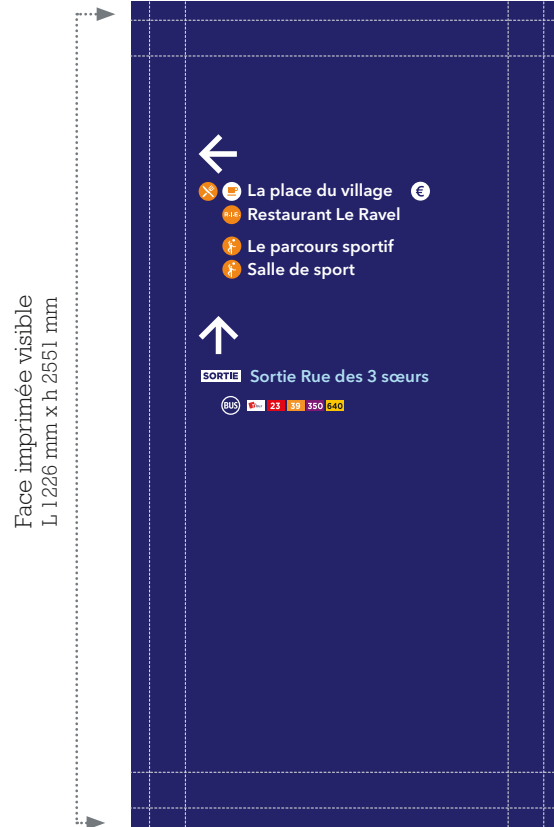 Face imprimée visible
L 1226 mm x h 2551 mm
La place du village €
R·I·E Restaurant Le Ravel
Le parcours sportif
Salle de sport
SORTIE Sortie Rue des 3 sœurs
BUS 23 39 350 640